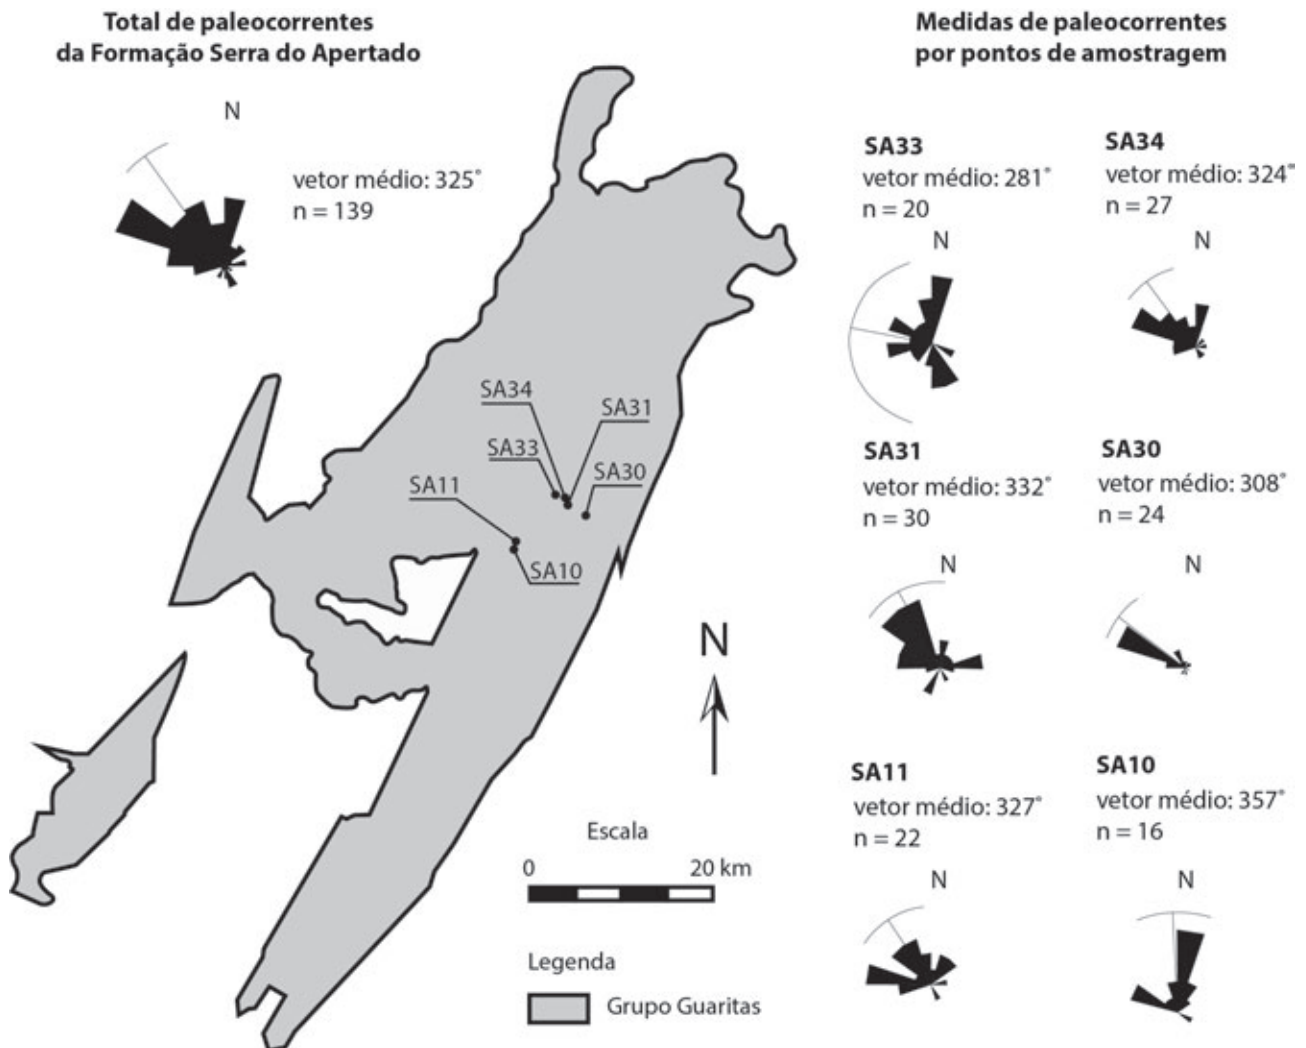 Total de paleocorrentes
da Formação Serra do Apertado
N
vetor médio: 325°
n = 139
Medidas de paleocorrentes
por pontos de amostragem
SA33
vetor médio: 281°
n = 20
N
SA34
vetor médio: 324°
n = 27
N
SA31
vetor médio: 332°
n = 30
N
SA30
vetor médio: 308°
n = 24
N
SA11
vetor médio: 327°
n = 22
N
SA10
vetor médio: 357°
n = 16
N
SA34
SA31
SA33
SA30
SA11
SA10
N
Escala
0 20 km
Legenda
Grupo Guaritas